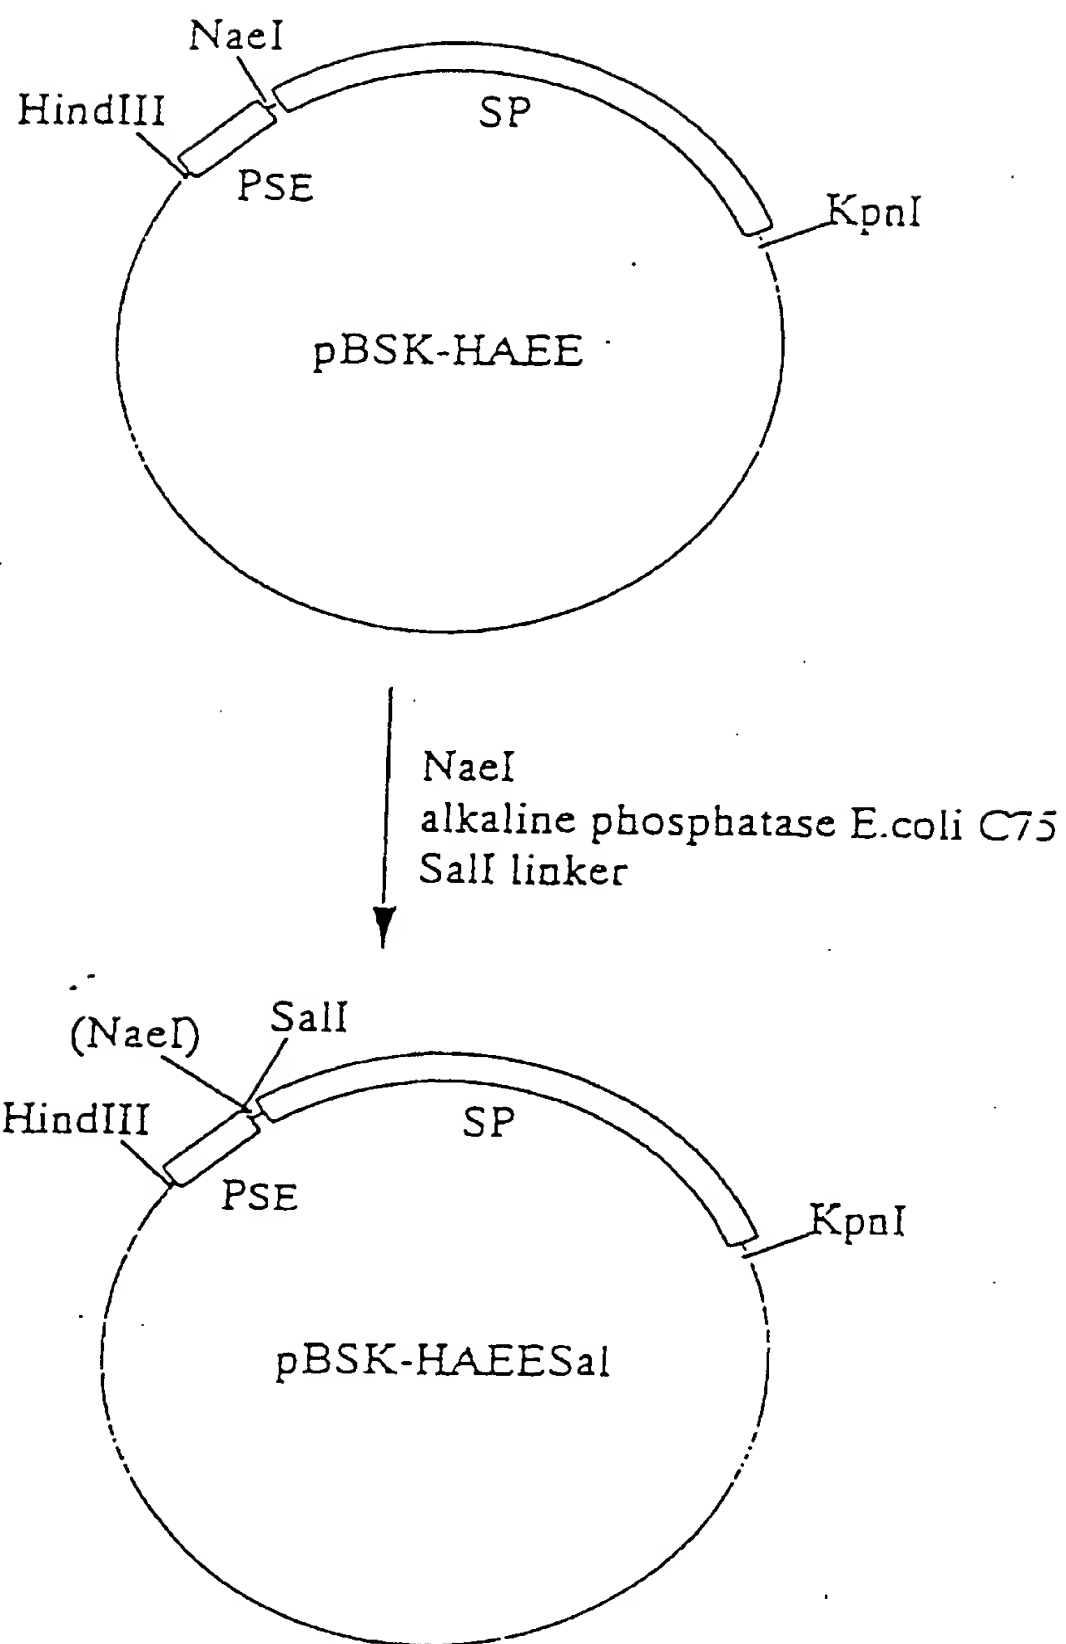 NaeI
HindIII
SP
PSE
KpnI
pBSK-HAEE
NaeI
alkaline phosphatase E.coli C75
SalI linker
(NaeI)
SalI
HindIII
SP
PSE
KpnI
pBSK-HAEESal